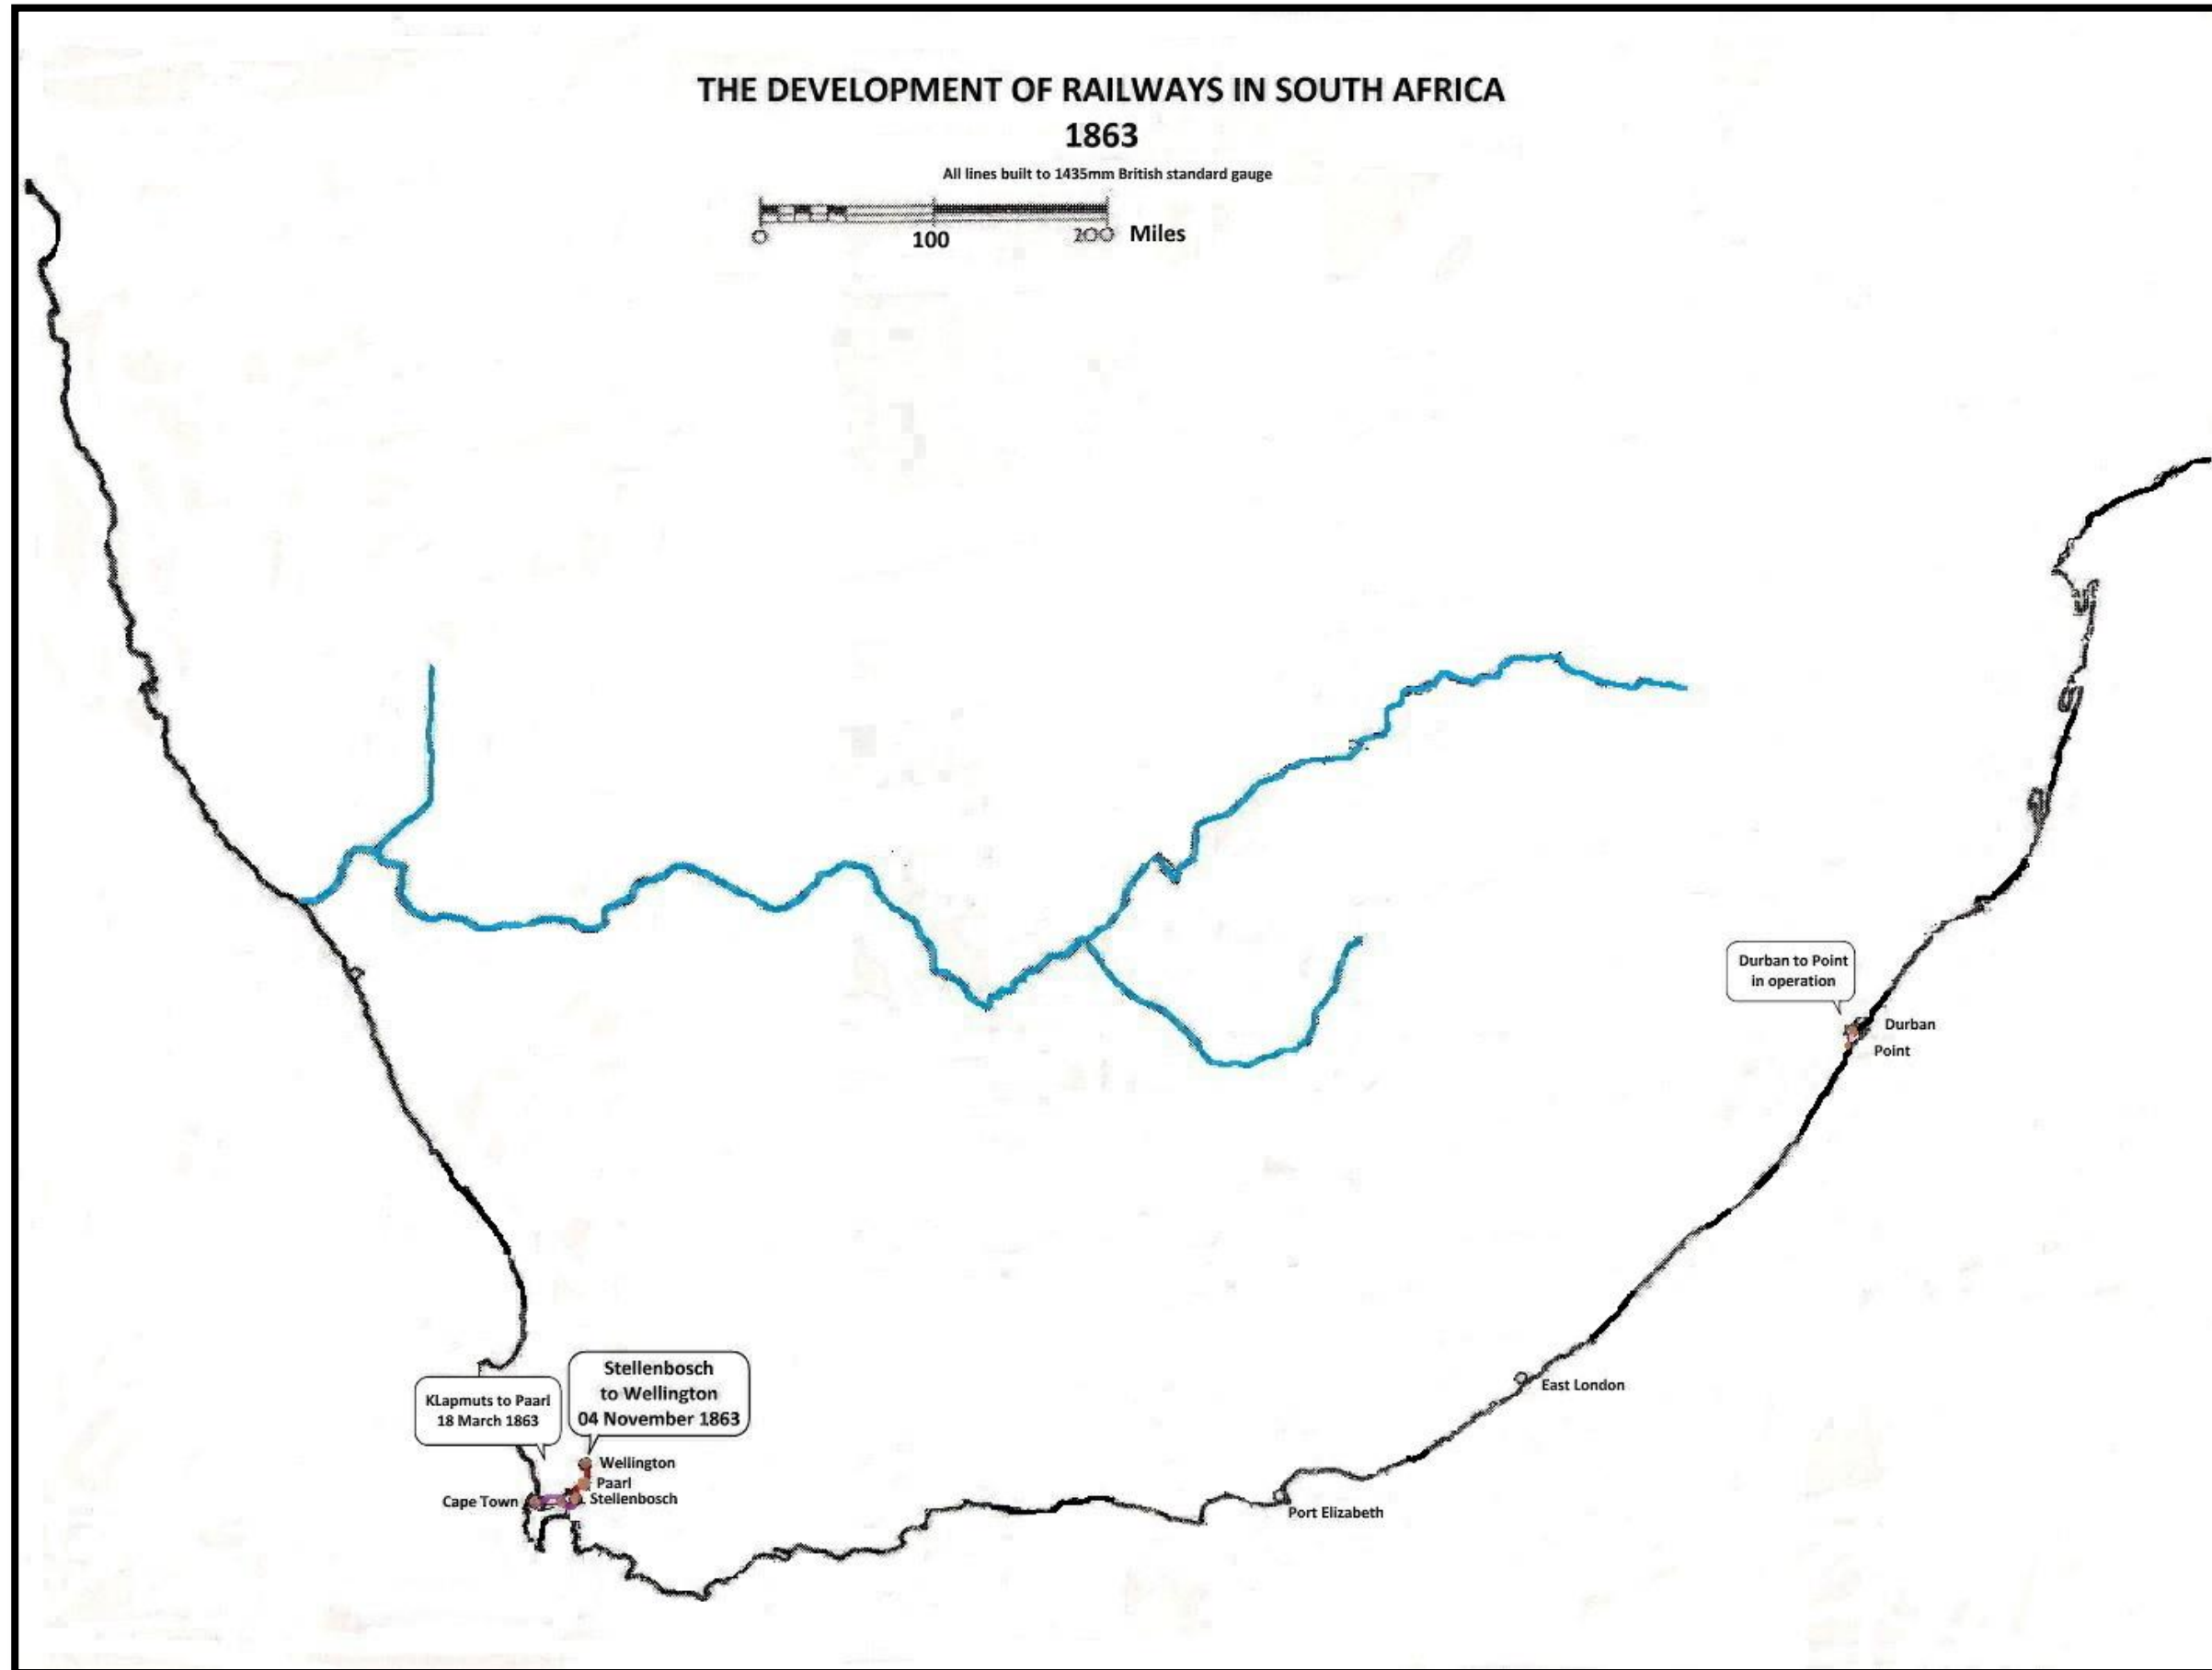 THE DEVELOPMENT OF RAILWAYS IN SOUTH AFRICA
1863
All lines built to 1435mm British standard gauge
0 100 200 Miles
Durban to Point
in operation
Durban
Point
Stellenbosch
to Wellington
04 November 1863
KLapmuts to Paarl
18 March 1863
East London
Wellington
Paarl
Cape Town
Stellenbosch
Port Elizabeth